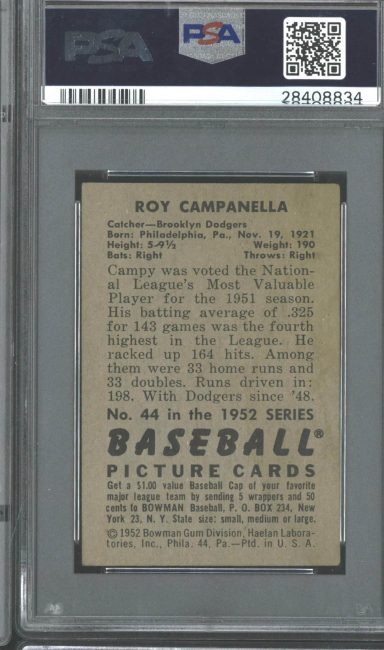 PSA
PSA
28408834
ROY CAMPANELLA
Catcher—Brooklyn Dodgers
Born: Philadelphia, Pa., Nov. 19, 1921
Height: 5-9½ Weight: 190
Bats: Right Throws: Right
Campy was voted the Nation-
al League's Most Valuable
Player for the 1951 season.
His batting average of .325
for 143 games was the fourth
highest in the League. He
racked up 164 hits. Among
them were 33 home runs and
33 doubles. Runs driven in:
198. With Dodgers since '48.
No. 44 in the 1952 SERIES
BASEBALL®
PICTURE CARDS
Get a $1.00 value Baseball Cap of your favorite
major league team by sending 5 wrappers and 50
cents to BOWMAN Baseball, P. O. BOX 234, New
York 23, N. Y. State size: small, medium or large.
©1952 Bowman Gum Division, Haelan Labora-
tories, Inc., Phila. 44, Pa.—Ptd. in U. S. A.